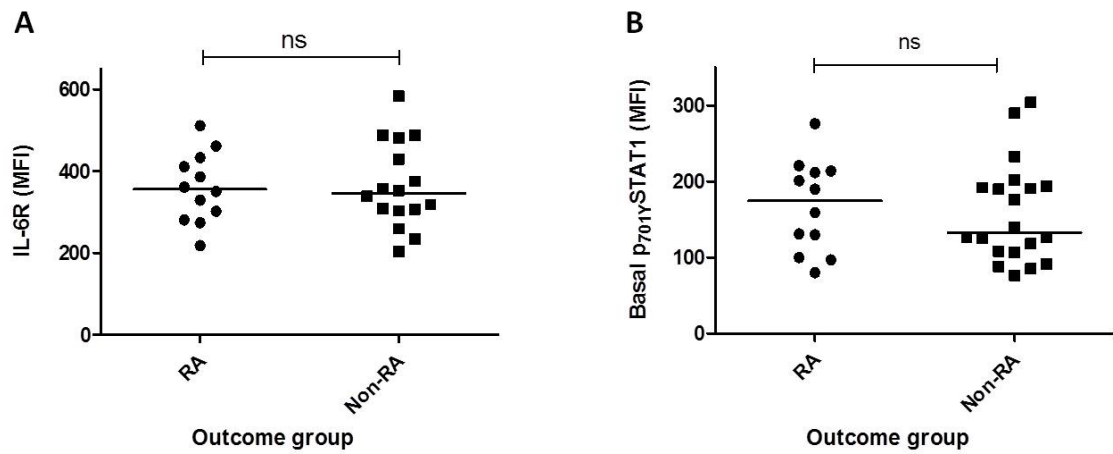 A
ns
IL-6R (MFI)
600
400
200
0
RA
Non-RA
Outcome group
B
ns
Basal p701YSTAT1 (MFI)
300
200
100
0
RA
Non-RA
Outcome group